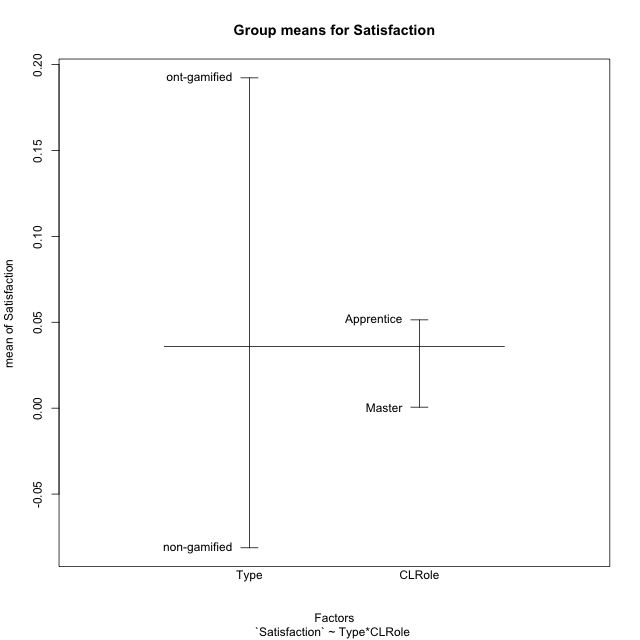 Group means for Satisfaction
mean of Satisfaction
0.20
0.15
0.10
0.05
0.00
-0.05
ont-gamified
Apprentice
Master
non-gamified
Type
CLRole
Factors
`Satisfaction` ~ Type*CLRole